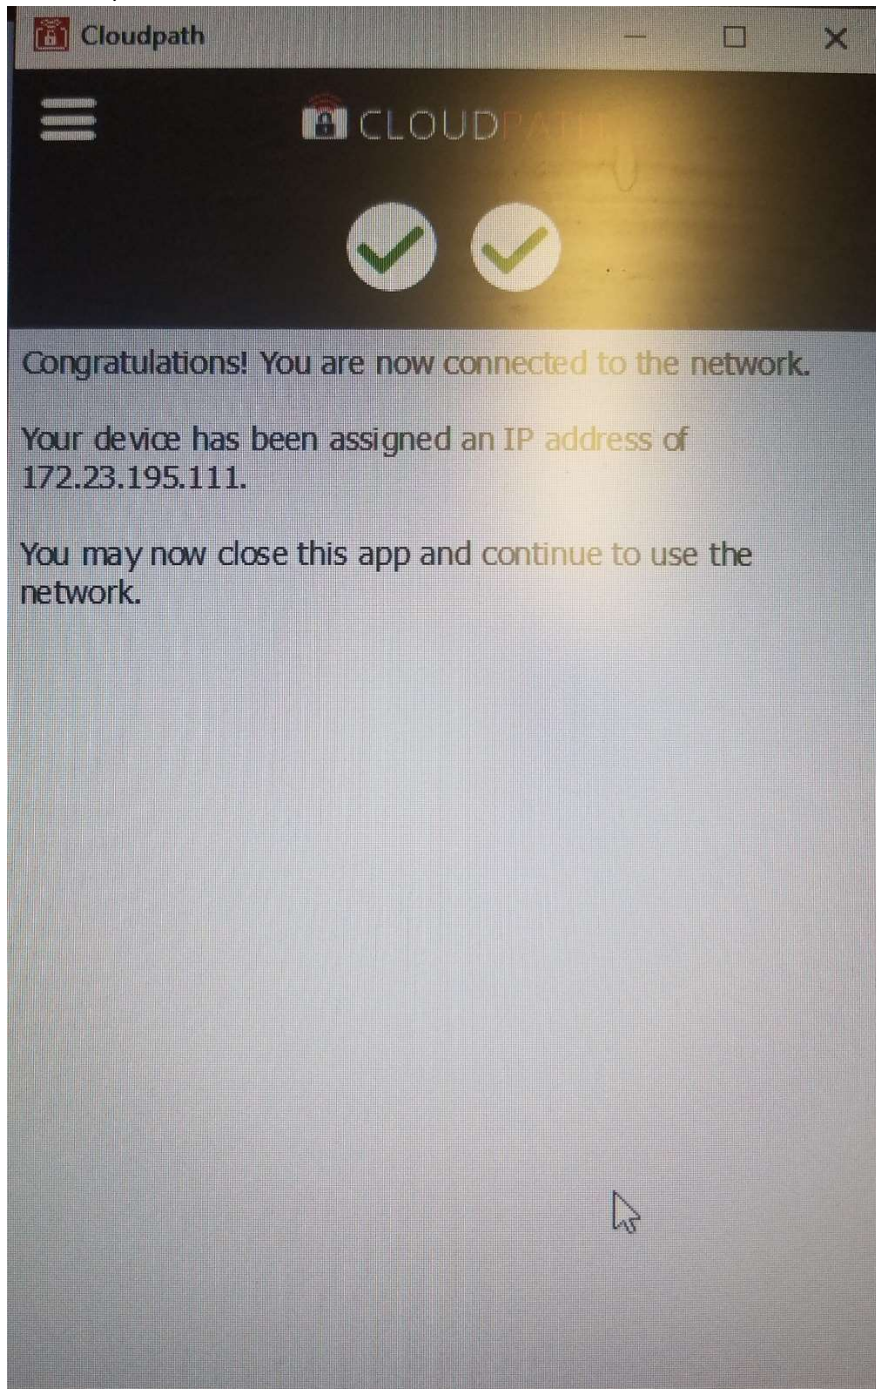 Cloudpath
CLOUDPATH
Congratulations! You are now connected to the network.
Your device has been assigned an IP address of
172.23.195.111.
You may now close this app and continue to use the
network.